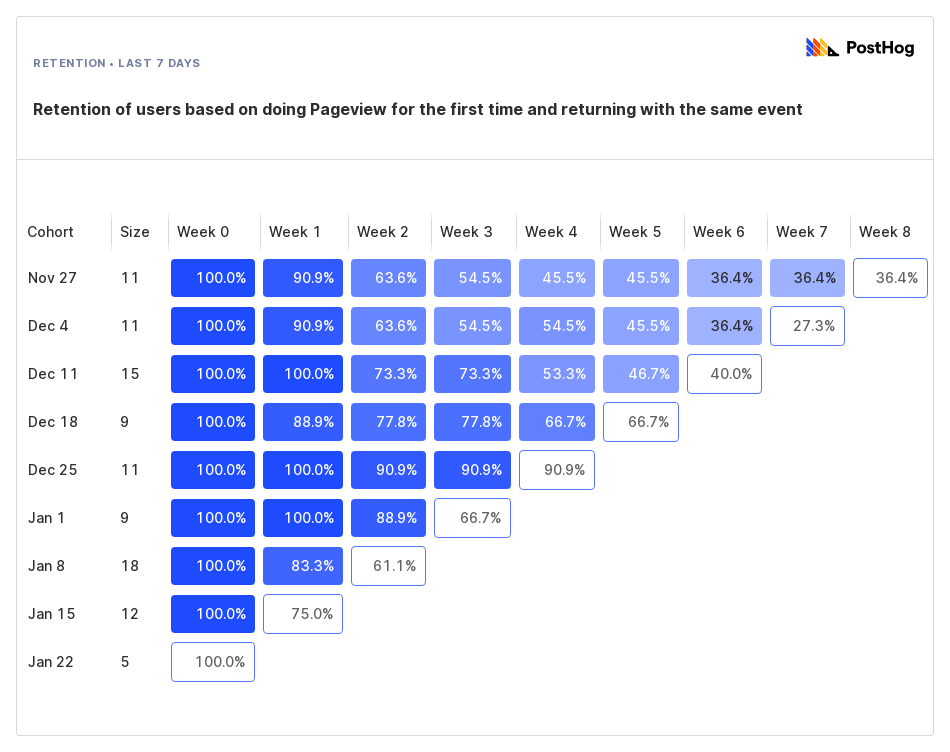 PostHog
RETENTION • LAST 7 DAYS
Retention of users based on doing Pageview for the first time and returning with the same event
Cohort Size Week 0 Week 1 Week 2 Week 3 Week 4 Week 5 Week 6 Week 7 Week 8
Nov 27 11 100.0% 90.9% 63.6% 54.5% 45.5% 45.5% 36.4% 36.4% 36.4%
Dec 4 11 100.0% 90.9% 63.6% 54.5% 54.5% 45.5% 36.4% 27.3%
Dec 11 15 100.0% 100.0% 73.3% 73.3% 53.3% 46.7% 40.0%
Dec 18 9 100.0% 88.9% 77.8% 77.8% 66.7% 66.7%
Dec 25 11 100.0% 100.0% 90.9% 90.9% 90.9%
Jan 1 9 100.0% 100.0% 88.9% 66.7%
Jan 8 18 100.0% 83.3% 61.1%
Jan 15 12 100.0% 75.0%
Jan 22 5 100.0%